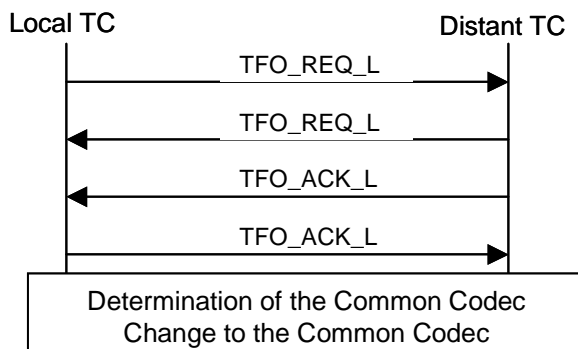 Local TC
Distant TC
TFO_REQ_L
TFO_REQ_L
TFO_ACK_L
TFO_ACK_L
Determination of the Common Codec
Change to the Common Codec